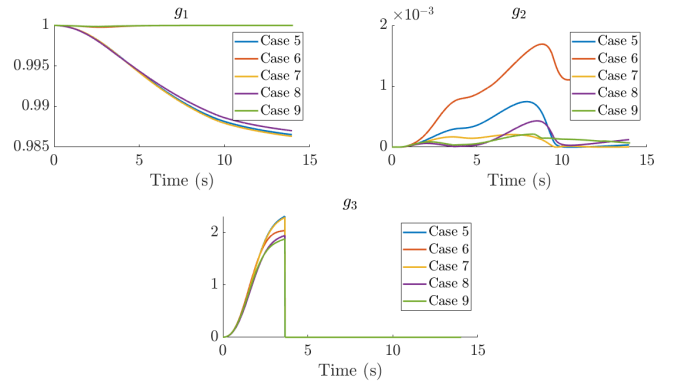 g1
1
0.995
0.99
0.985
0
5
10
15
Time (s)
Case 5
Case 6
Case 7
Case 8
Case 9
g2
×10^-3
2
1
0
0
5
10
15
Time (s)
Case 5
Case 6
Case 7
Case 8
Case 9
g3
2
1
0
0
5
10
15
Time (s)
Case 5
Case 6
Case 7
Case 8
Case 9